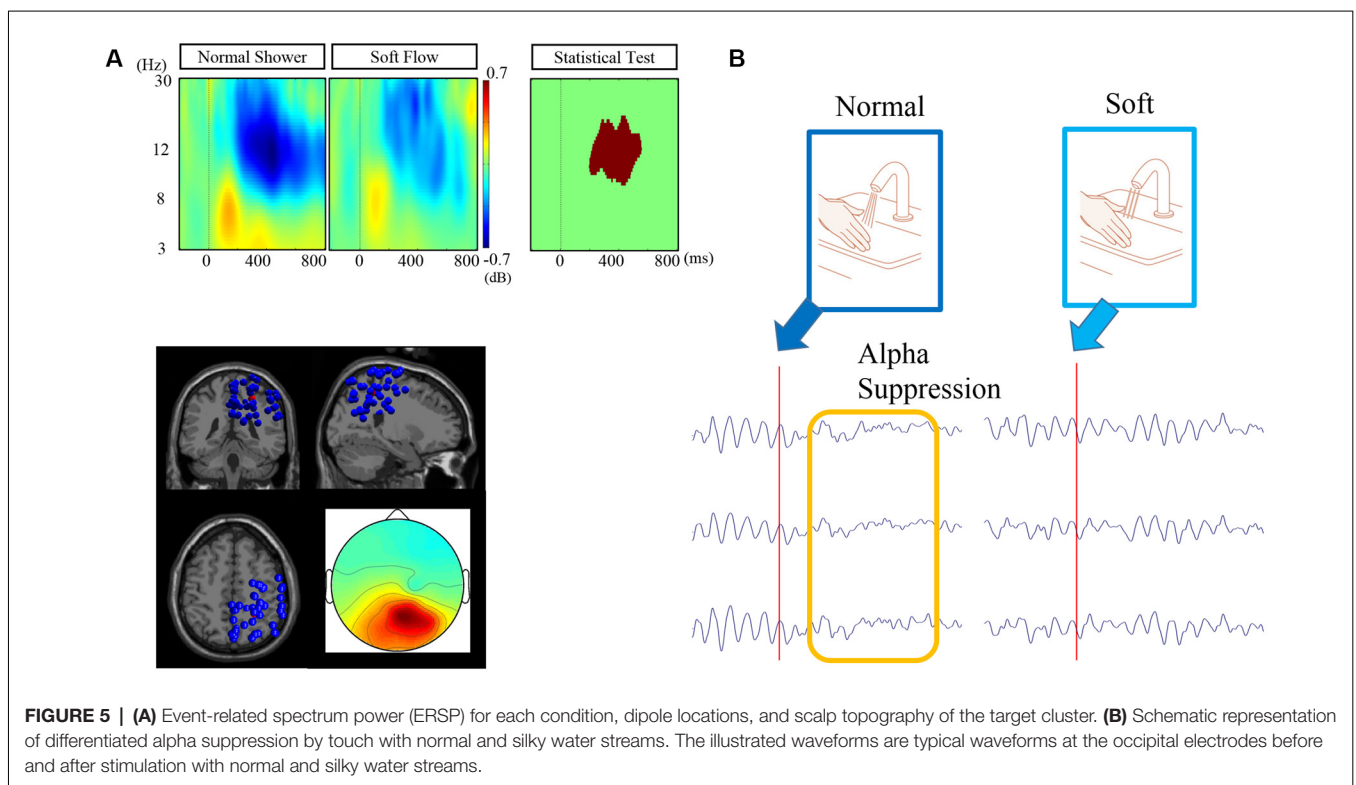 A
(Hz)
Normal Shower
Soft Flow
Statistical Test
30
12
8
3
0.7
-0.7
(dB)
0 400 800
0 400 800
0 400 800 (ms)
B
Normal
Soft
Alpha
Suppression
FIGURE 5 | (A) Event-related spectrum power (ERSP) for each condition, dipole locations, and scalp topography of the target cluster. (B) Schematic representation
of differentiated alpha suppression by touch with normal and silky water streams. The illustrated waveforms are typical waveforms at the occipital electrodes before
and after stimulation with normal and silky water streams.